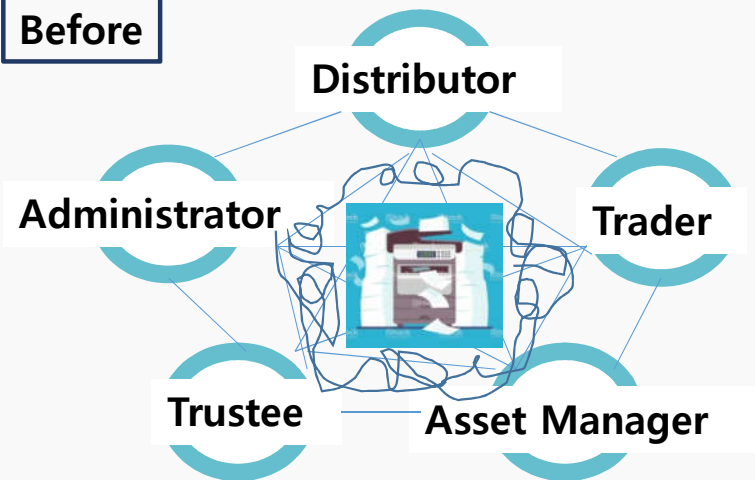 Before
Distributor
Administrator
Trader
Trustee
Asset Manager